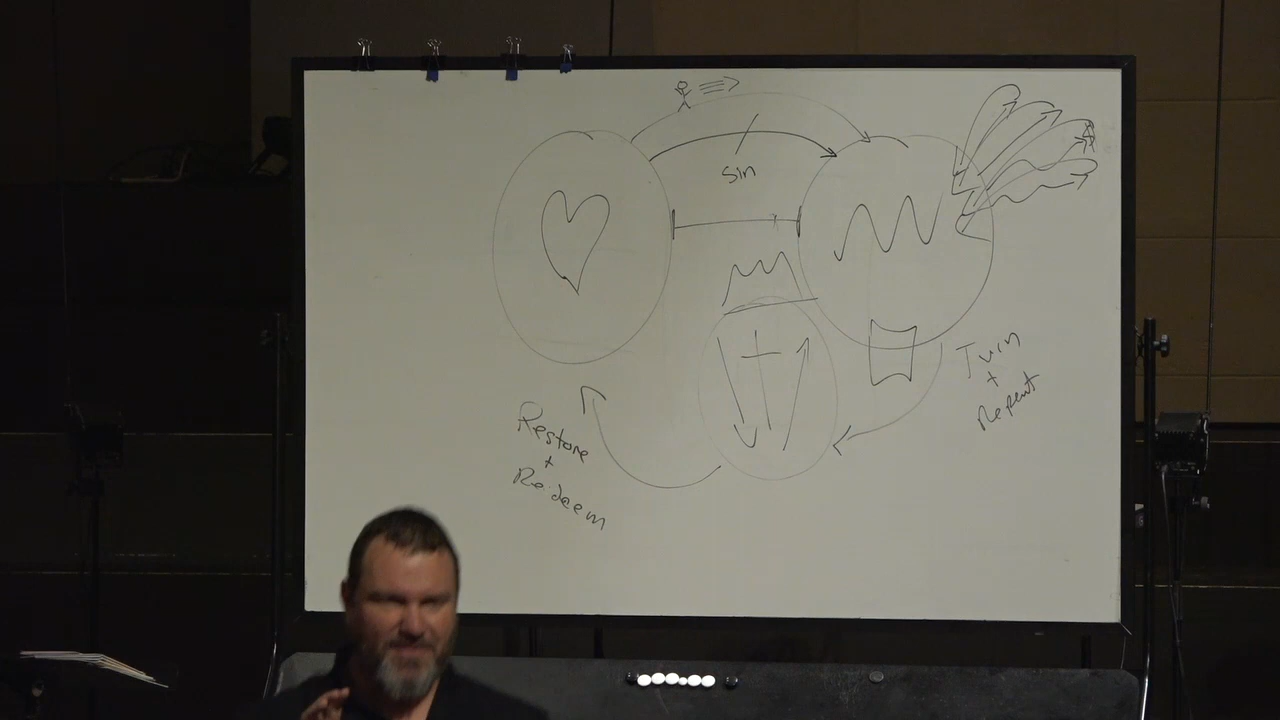 sin
Turn
+
Repent
Restore
+
Redeem